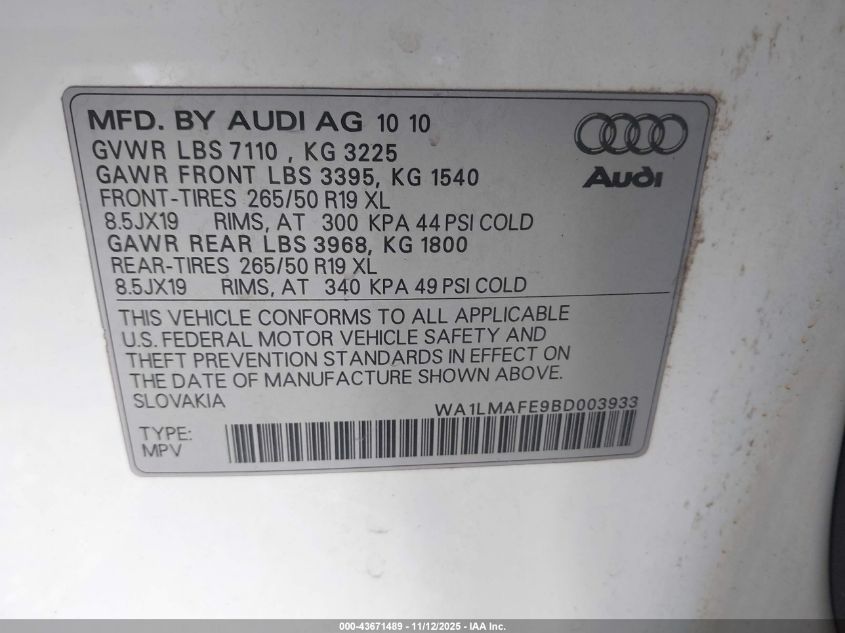 MFD. BY AUDI AG 10 10
GVWR LBS 7110 , KG 3225
GAWR FRONT LBS 3395, KG 1540
FRONT-TIRES 265/50 R19 XL
8.5JX19 RIMS, AT 300 KPA 44 PSI COLD
GAWR REAR LBS 3968, KG 1800
REAR-TIRES 265/50 R19 XL
8.5JX19 RIMS, AT 340 KPA 49 PSI COLD
Audi
THIS VEHICLE CONFORMS TO ALL APPLICABLE
U.S. FEDERAL MOTOR VEHICLE SAFETY AND
THEFT PREVENTION STANDARDS IN EFFECT ON
THE DATE OF MANUFACTURE SHOWN ABOVE.
SLOVAKIA
WA1LMAFE9BD003933
TYPE:
MPV
000-43671489 - 11/12/2025 - IAA Inc.